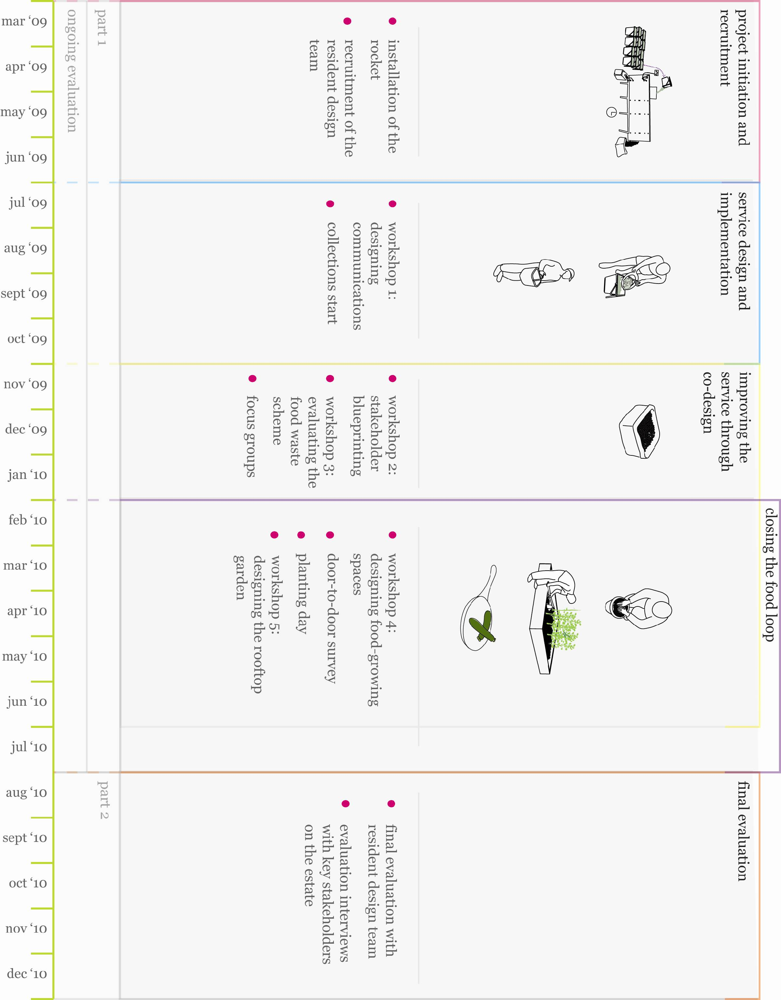 project initiation and
recruitment
installation of the
rocket
recruitment of the
resident design
team
service design and
implementation
workshop 1:
designing
communications
collections start
improving the
service through
co-design
workshop 2:
stakeholder
blueprinting
workshop 3:
evaluating the
food waste
scheme
focus groups
closing the food loop
workshop 4:
designing food-growing
spaces
door-to-door survey
planting day
workshop 5:
designing the rooftop
garden
final evaluation
final evaluation with
resident design team
evaluation interviews
with key stakeholders
on the estate
part 1
part 2
ongoing evaluation
mar ‘09
apr ‘09
may ‘09
jun ‘09
jul ‘09
aug ‘09
sept ‘09
oct ‘09
nov ‘09
dec ‘09
jan ‘10
feb ‘10
mar ‘10
apr ‘10
may ‘10
jun ‘10
jul ‘10
aug ‘10
sept ‘10
oct ‘10
nov ‘10
dec ‘10